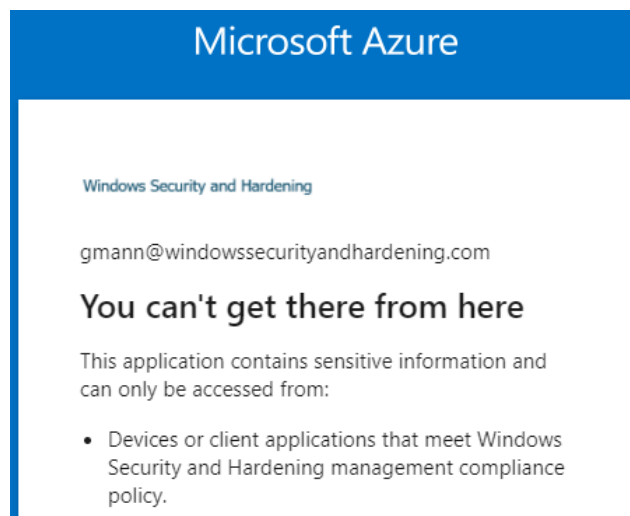 Microsoft Azure
Windows Security and Hardening
gmann@windowssecurityandhardening.com
You can't get there from here
This application contains sensitive information and
can only be accessed from:
• Devices or client applications that meet Windows
Security and Hardening management compliance
policy.